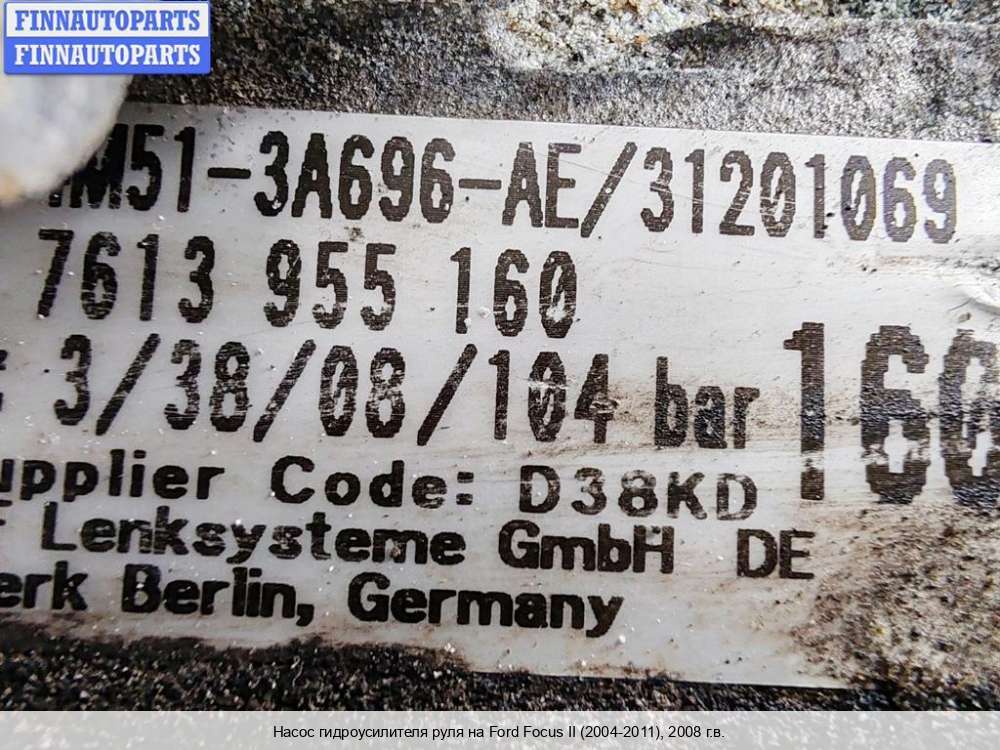 FINNAUTOPARTS
FINNAUTOPARTS
M51-3A696-AE/31201069
7613 955 160
3/38/08/104 bar 160
upplier Code: D38KD
Lenksysteme GmbH DE
erk Berlin, Germany
Насос гидроусилителя руля на Ford Focus II (2004-2011), 2008 г.в.